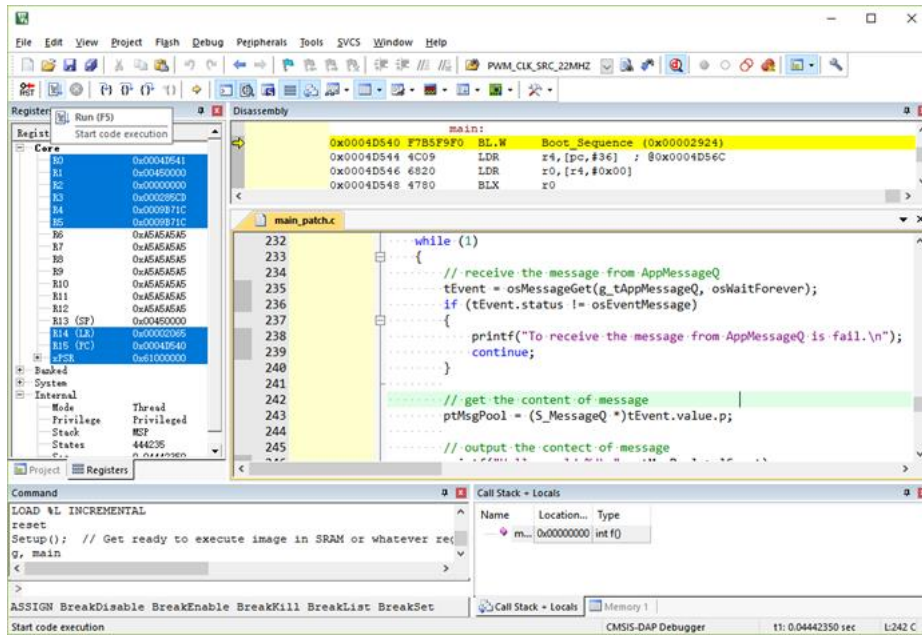 File Edit View Project Flash Debug Peripherals Tools SVCS Window Help
PWM_CLK_SRC_22MHZ
RST
Registers
Run (F5)
Start code execution
Regist
Core
R0 0x0004D541
R1 0x00450000
R2 0x00000000
R3 0x000285CD
R4 0x0009B71C
R5 0x0009B71C
R6 0xA5A5A5A5
R7 0xA5A5A5A5
R8 0xA5A5A5A5
R9 0xA5A5A5A5
R10 0xA5A5A5A5
R11 0xA5A5A5A5
R12 0xA5A5A5A5
R13 (SP) 0x00450000
R14 (LR) 0x00002065
R15 (PC) 0x0004D540
xPSR 0x61000000
Banked
System
Internal
Mode Thread
Privilege Privileged
Stack MSP
States 444235
Project Registers
Disassembly
main:
0x0004D540 F7B5F9F0 BL.W Boot_Sequence (0x00002924)
0x0004D544 4C09 LDR r4,[pc,#36] ; @0x0004D56C
0x0004D546 6820 LDR r0,[r4,#0x00]
0x0004D548 4780 BLX r0
main_patch.c
232 while (1)
233 {
234 // receive the message from AppMessageQ
235 tEvent = osMessageGet(g_tAppMessageQ, osWaitForever);
236 if (tEvent.status != osEventMessage)
237 {
238 printf("To receive the message from AppMessageQ is fail.\n");
239 continue;
240 }
241
242 // get the content of message
243 ptMsgPool = (S_MessageQ *)tEvent.value.p;
244
245 // output the contect of message
Command
LOAD %L INCREMENTAL
reset
Setup(); // Get ready to execute image in SRAM or whatever req
g, main
>
ASSIGN BreakDisable BreakEnable BreakKill BreakList BreakSet
Call Stack + Locals
Name Location... Type
m... 0x00000000 int f()
Call Stack + Locals Memory 1
Start code execution CMSIS-DAP Debugger t1: 0.04442350 sec L:242 C